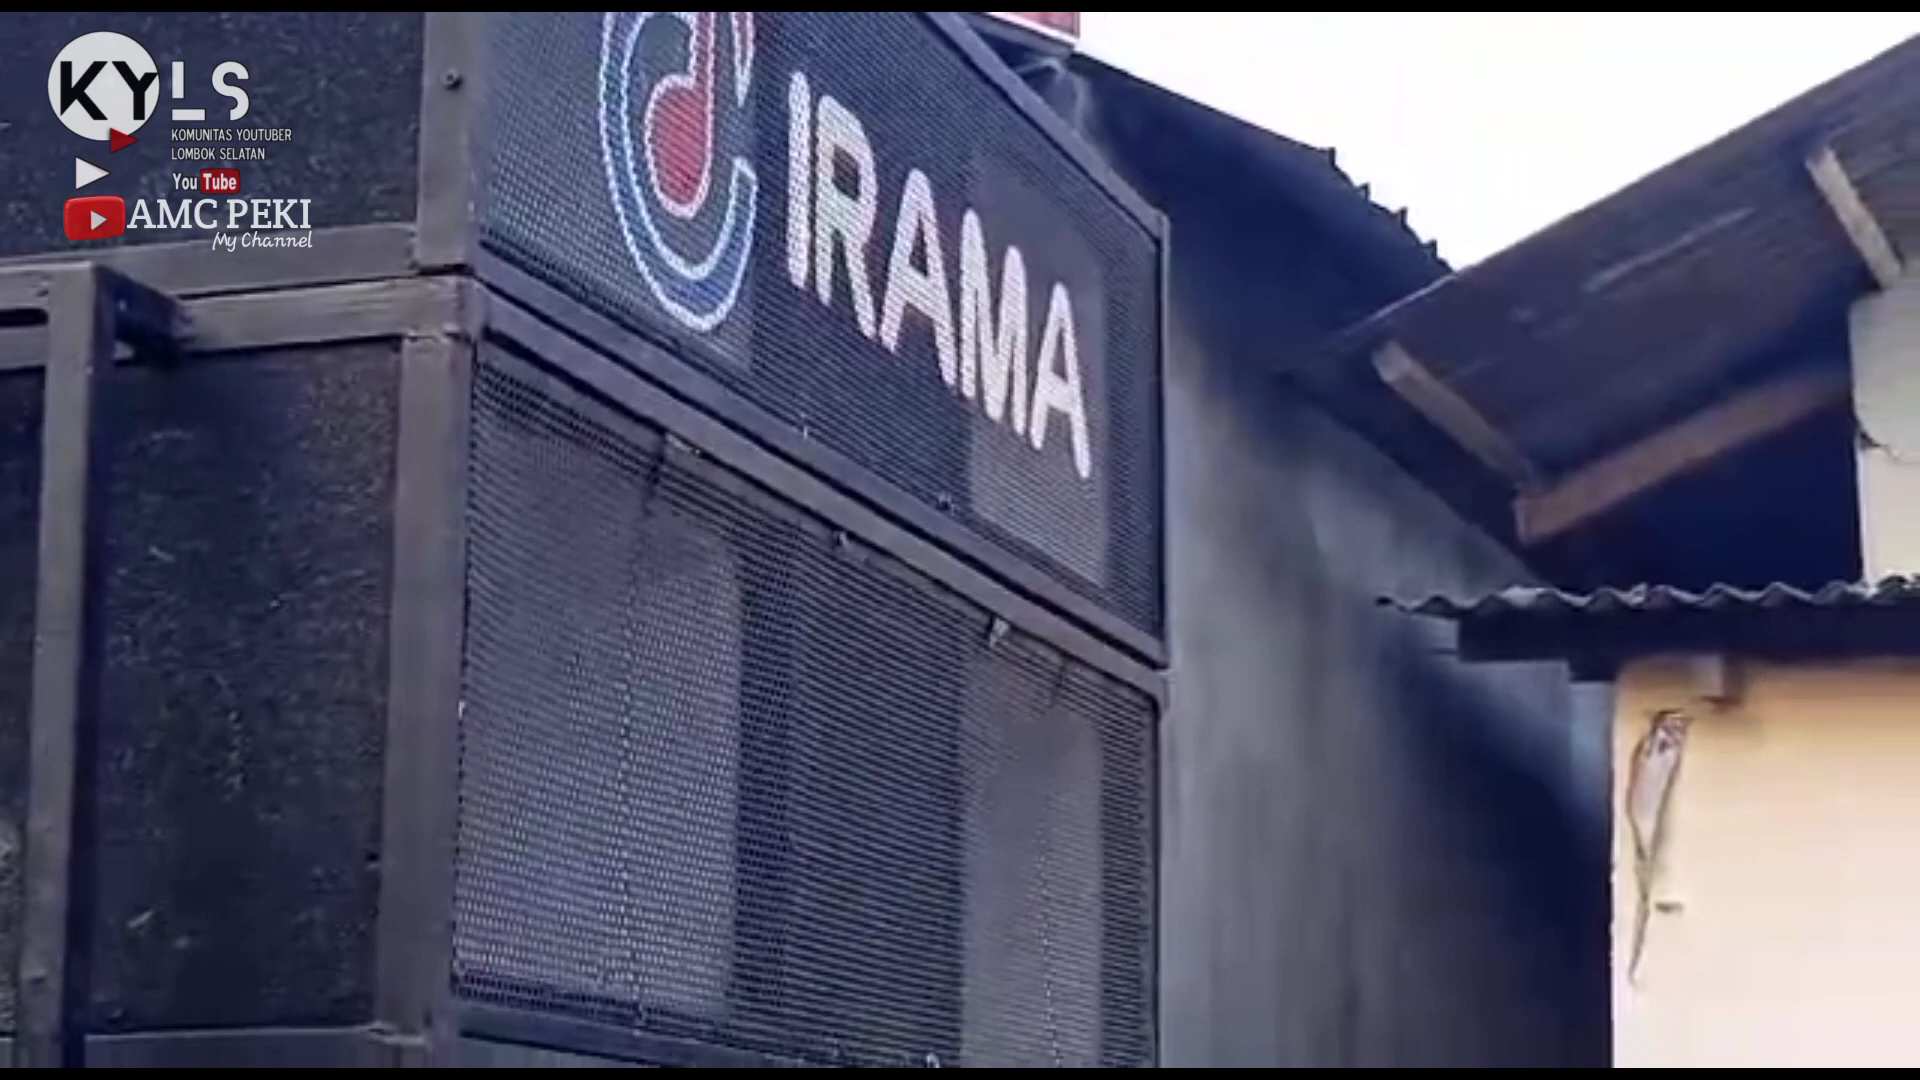 KYLS
KOMUNITAS YOUTUBER
LOMBOK SELATAN
YouTube
AMC PEKI
My Channel
IRAMA